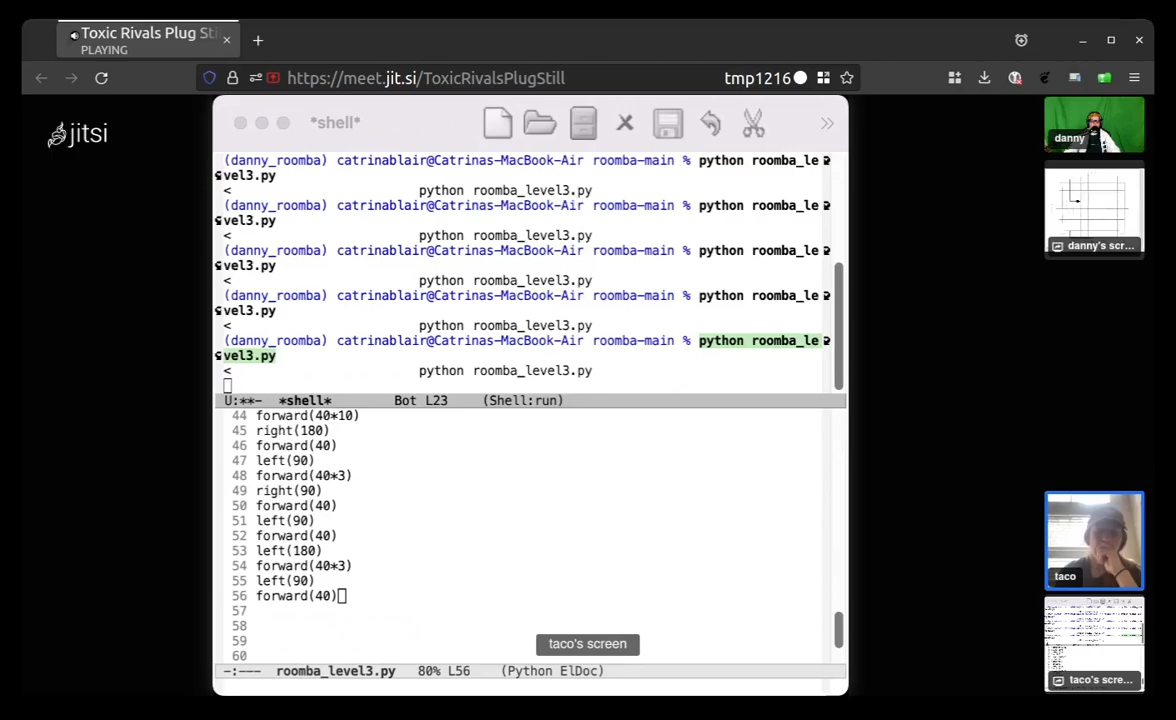 Toxic Rivals Plug Sti
PLAYING
https://meet.jit.si/ToxicRivalsPlugStill
tmp1216
jitsi
*shell*
(danny_roomba) catrinablair@Catrinas-MacBook-Air roomba-main % python roomba_le
vel3.py
< python roomba_level3.py
(danny_roomba) catrinablair@Catrinas-MacBook-Air roomba-main % python roomba_le
vel3.py
< python roomba_level3.py
(danny_roomba) catrinablair@Catrinas-MacBook-Air roomba-main % python roomba_le
vel3.py
< python roomba_level3.py
(danny_roomba) catrinablair@Catrinas-MacBook-Air roomba-main % python roomba_le
vel3.py
< python roomba_level3.py
(danny_roomba) catrinablair@Catrinas-MacBook-Air roomba-main % python roomba_le
vel3.py
< python roomba_level3.py
U:**- *shell* Bot L23 (Shell:run)
44 forward(40*10)
45 right(180)
46 forward(40)
47 left(90)
48 forward(40*3)
49 right(90)
50 forward(40)
51 left(90)
52 forward(40)
53 left(180)
54 forward(40*3)
55 left(90)
56 forward(40)
57
58
59
60
taco's screen
-:--- roomba_level3.py 80% L56 (Python ElDoc)
danny
danny's scr...
taco
taco's scre...